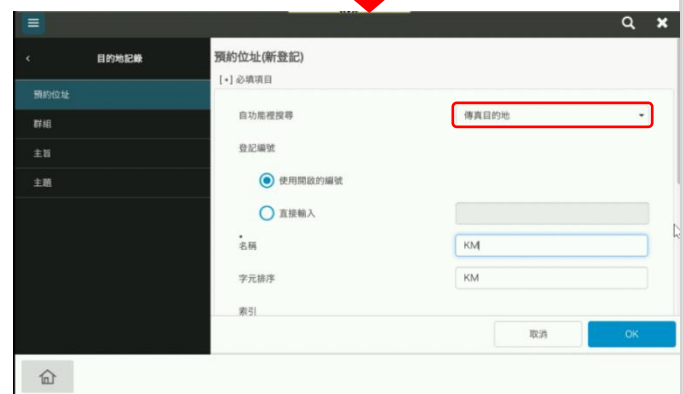 目的地記錄
預約位址
群組
主旨
主題
預約位址(新登記)
[*] 必填項目
自功能裡搜尋
傳真目的地
登記編號
使用開啟的編號
直接輸入
*
名稱
KM
字元排序
KM
索引
取消
OK